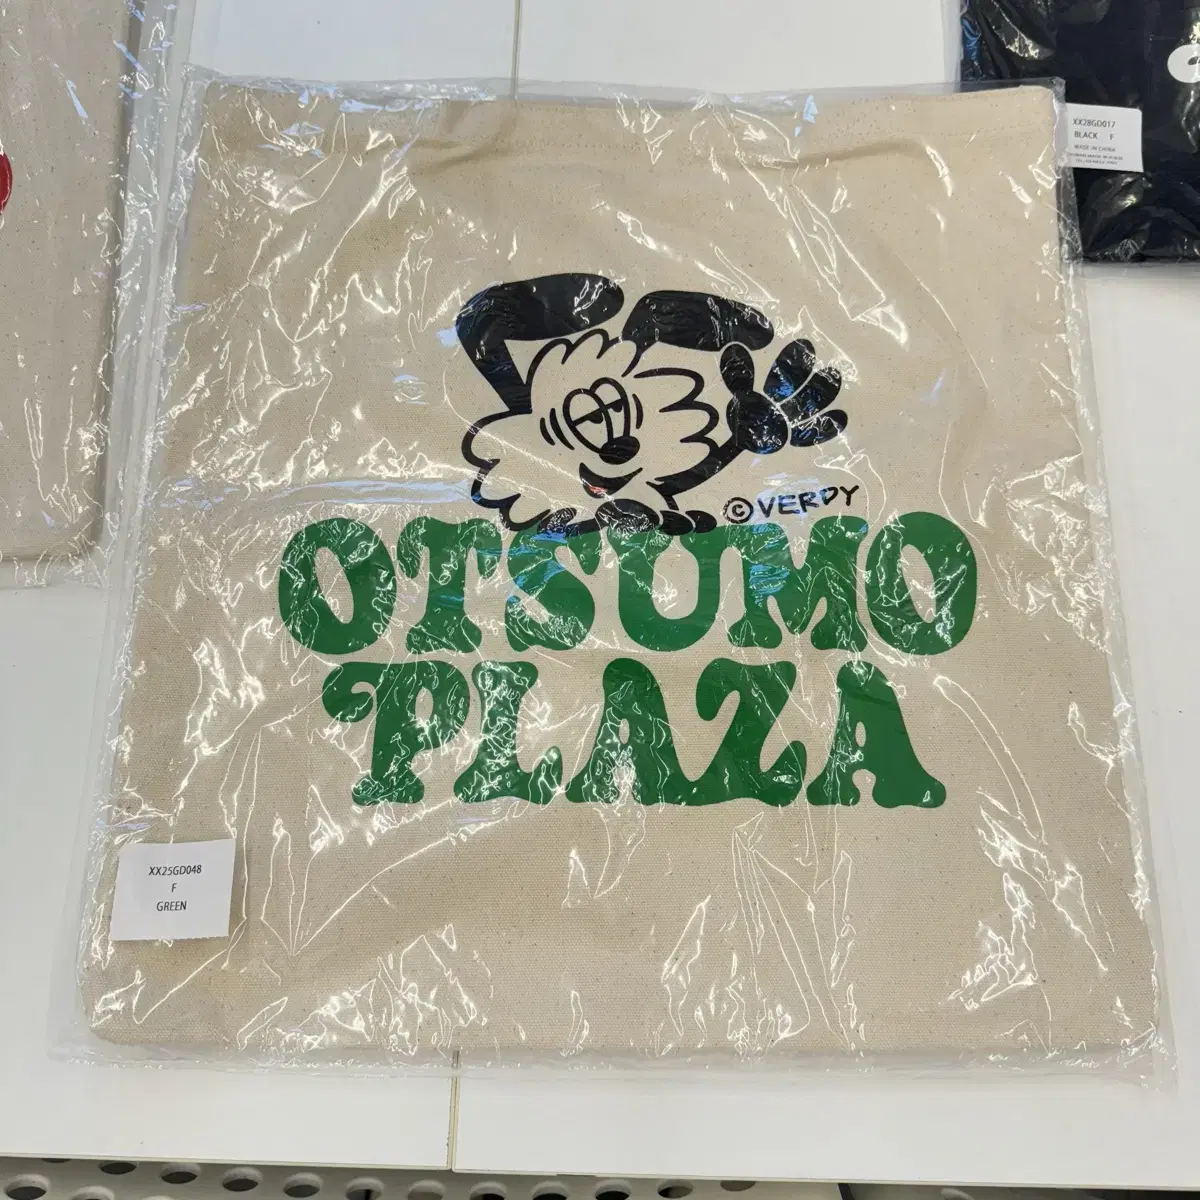 XX28GD017
BLACK F
MADE IN CHINA
©VERDY
OTSUMO
PLAZA
XX25GD048
F
GREEN